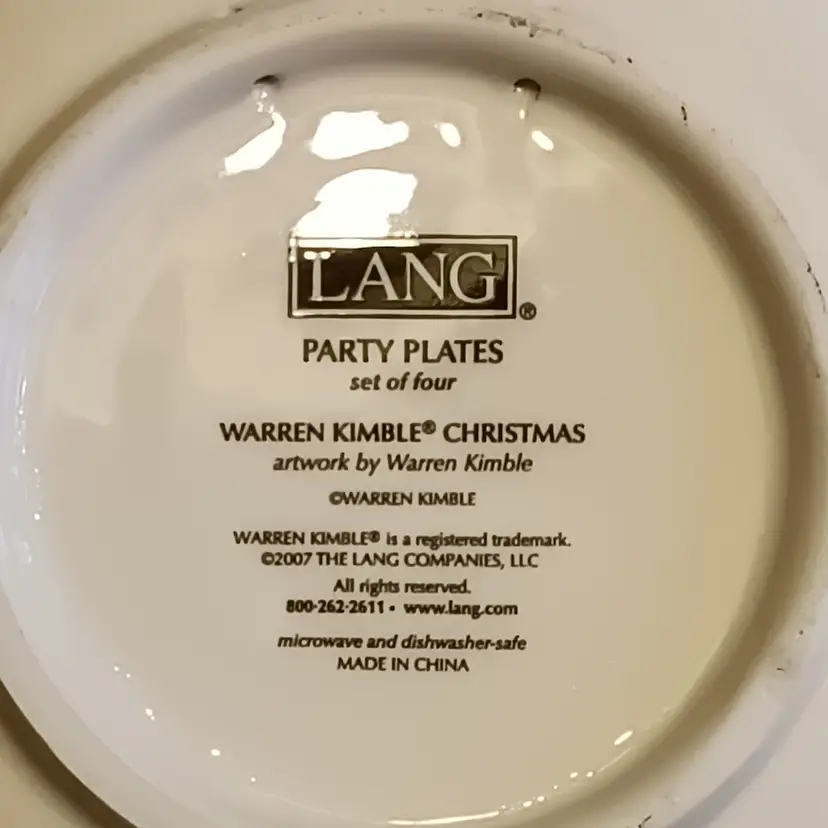 LANG®
PARTY PLATES
set of four
WARREN KIMBLE® CHRISTMAS
artwork by Warren Kimble
©WARREN KIMBLE
WARREN KIMBLE® is a registered trademark.
©2007 THE LANG COMPANIES, LLC
All rights reserved.
800-262-2611 • www.lang.com
microwave and dishwasher-safe
MADE IN CHINA